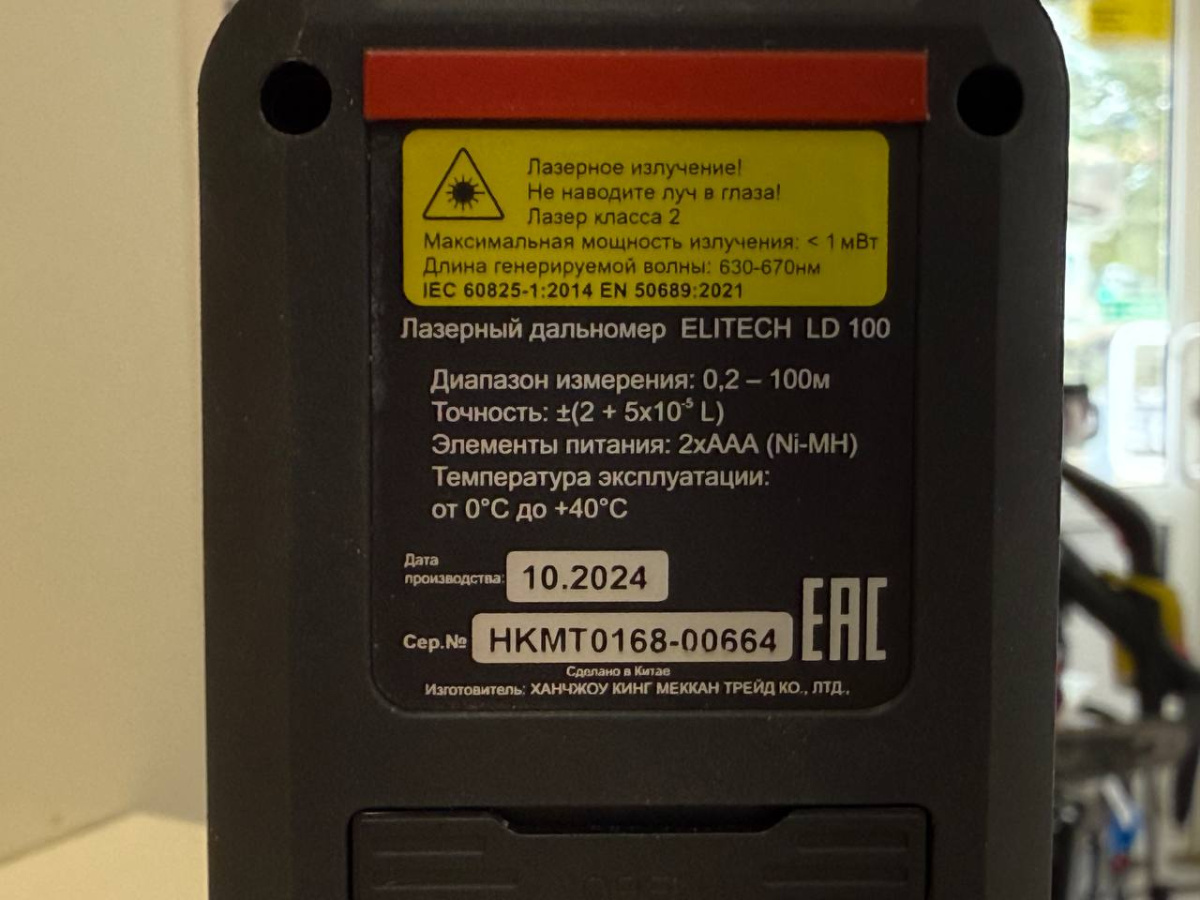 Лазерное излучение!
Не наводите луч в глаза!
Лазер класса 2
Максимальная мощность излучения: < 1 мВт
Длина генерируемой волны: 630-670нм
IEC 60825-1:2014 EN 50689:2021
Лазерный дальномер ELITECH LD 100
Диапазон измерения: 0,2 – 100м
Точность: ±(2 + 5x10⁻⁵ L)
Элементы питания: 2xAAA (Ni-MH)
Температура эксплуатации:
от 0°C до +40°C
Дата
производства: 10.2024
Сер.№ HKMT0168-00664
EAC
Сделано в Китае
Изготовитель: ХАНЧЖОУ КИНГ МЕККАН ТРЕЙД КО., ЛТД.,